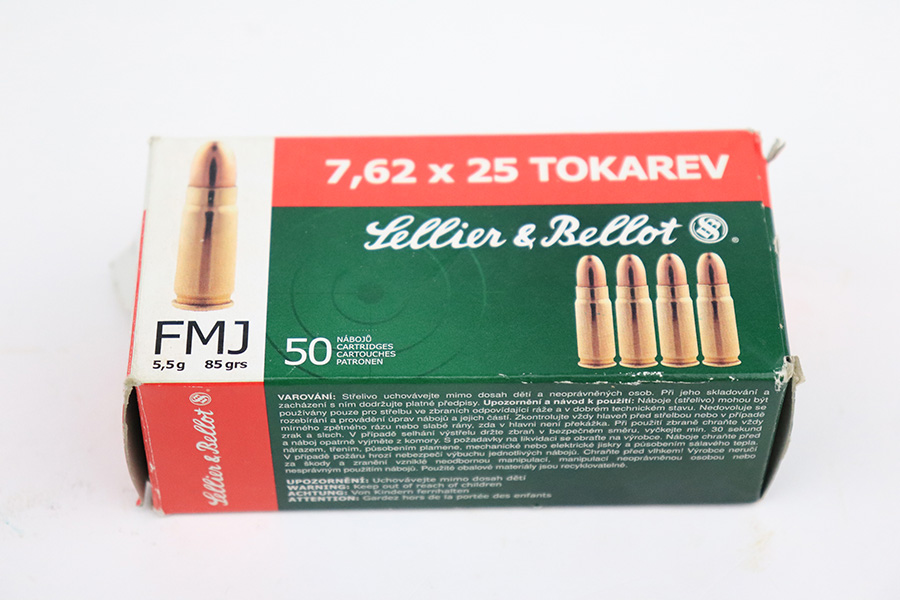 7,62 x 25 TOKAREV
Sellier & Bellot
FMJ
5,5 g 85 grs
50
NÁBOJŮ
CARTRIDGES
CARTOUCHES
PATRONEN
Sellier & Bellot
VAROVÁNÍ: Střelivo uchovávejte mimo dosah dětí a neoprávněných osob. Při jeho skladování a
zacházení s ním dodržujte platné předpisy. Upozornění a návod k použití: Náboje (střelivo) mohou být
používány pouze pro střelbu ve zbraních odpovídající ráže a v dobrém technickém stavu. Nedovoluje se
rozebírání a provádění úprav nábojů a jejich částí. Zkontrolujte vždy hlaveň před střelbou nebo v případě
mírného zpětného rázu nebo slabé rány, zda v hlavni není překážka. Při použití zbraně chraňte vždy
zrak a sluch. V případě selhání výstřelu držte zbraň v bezpečném směru, vyčkejte min. 30 sekund
a náboj opatrně vyjměte z komory. S požadavky na likvidaci se obraťte na výrobce. Náboje chraňte před
nárazem, třením, působením plamene, mechanické nebo elektrické jiskry a působením sálavého tepla.
V případě požáru hrozí nebezpečí výbuchu jednotlivých nábojů. Chraňte před vlhkem! Výrobce neručí
za škody a zranění vzniklé neodbornou manipulací, manipulací neoprávněnou osobou nebo
nesprávným použitím nábojů. Použité obalové materiály jsou recyklovatelné.
UPOZORNĚNÍ: Uchovávejte mimo dosah dětí
WARNING: Keep out of reach of children
ACHTUNG: Von Kindern fernhalten
ATTENTION: Gardez hors de la portée des enfants